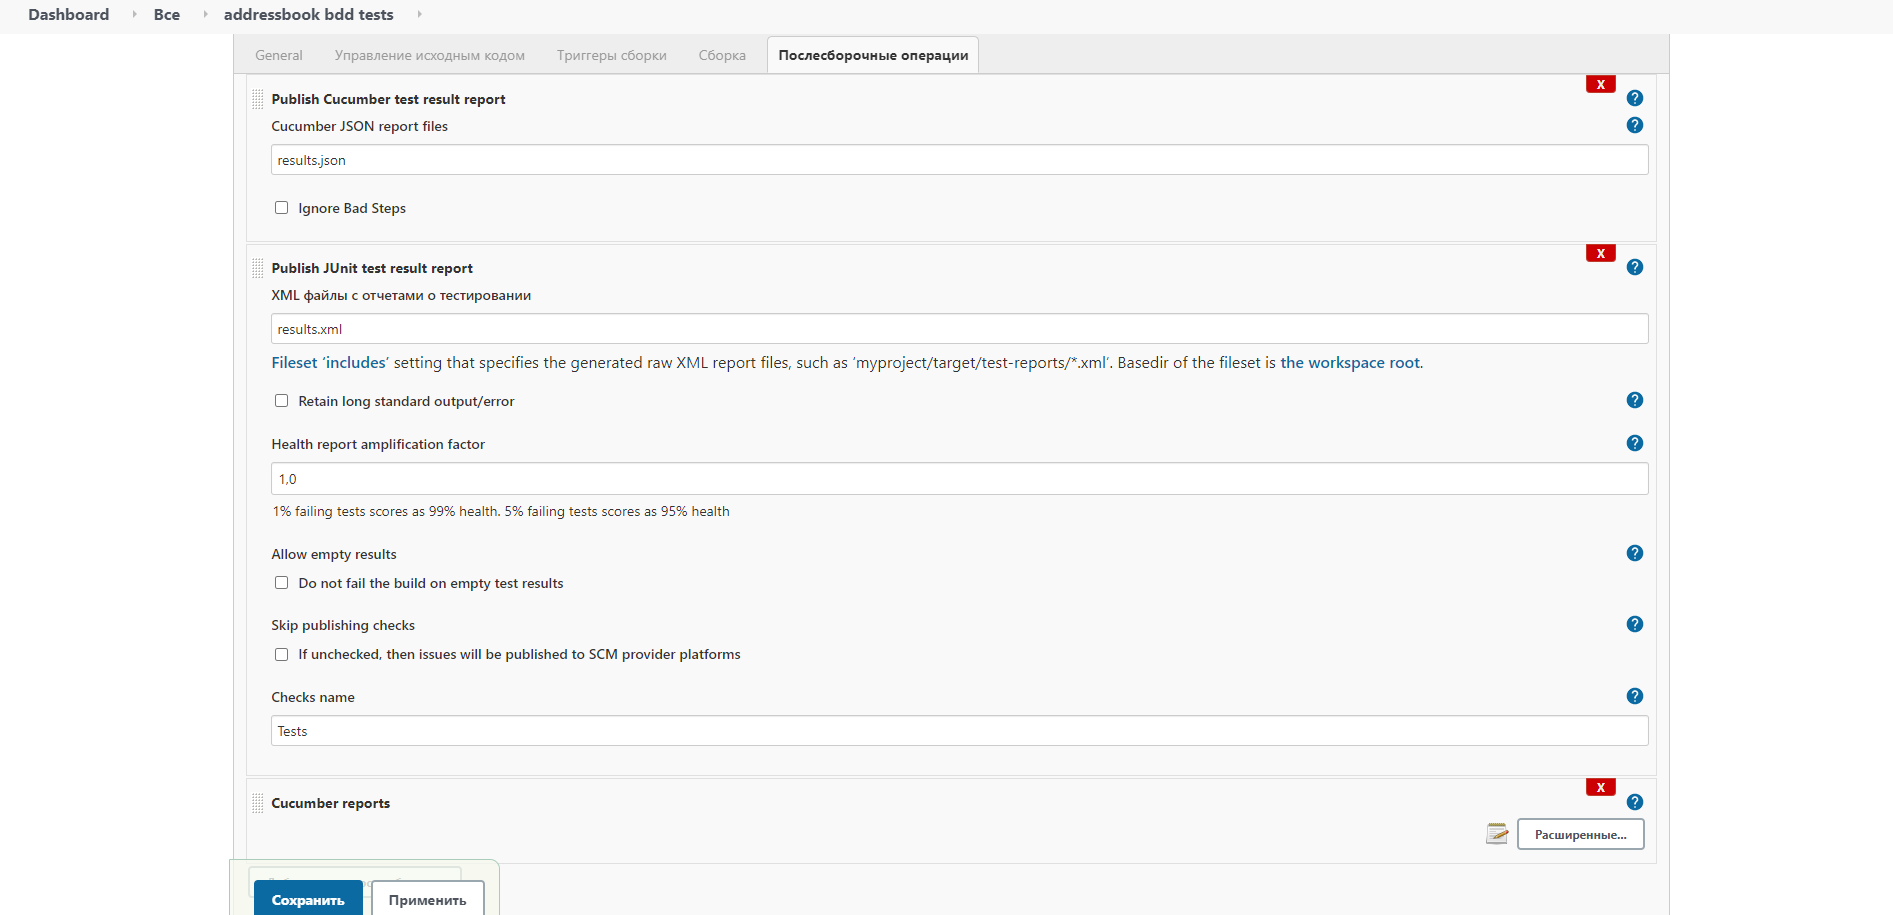 Dashboard Все addressbook bdd tests
General Управление исходным кодом Триггеры сборки Сборка Послесборочные операции
X
Publish Cucumber test result report ?
Cucumber JSON report files ?
results.json
Ignore Bad Steps
X
Publish JUnit test result report ?
XML файлы с отчетами о тестировании
results.xml
Fileset ‘includes’ setting that specifies the generated raw XML report files, such as ‘myproject/target/test-reports/*.xml’. Basedir of the fileset is the workspace root.
Retain long standard output/error ?
Health report amplification factor ?
1,0
1% failing tests scores as 99% health. 5% failing tests scores as 95% health
Allow empty results ?
Do not fail the build on empty test results
Skip publishing checks ?
If unchecked, then issues will be published to SCM provider platforms
Checks name ?
Tests
X
Cucumber reports ?
Расширенные...
Сохранить Применить